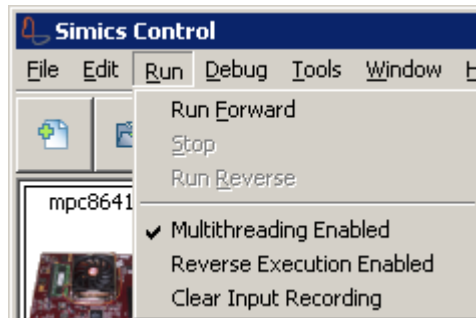 Simics Control
File Edit Run Debug Tools Window H
Run Forward
Stop
Run Reverse
mpc8641
Multithreading Enabled
Reverse Execution Enabled
Clear Input Recording